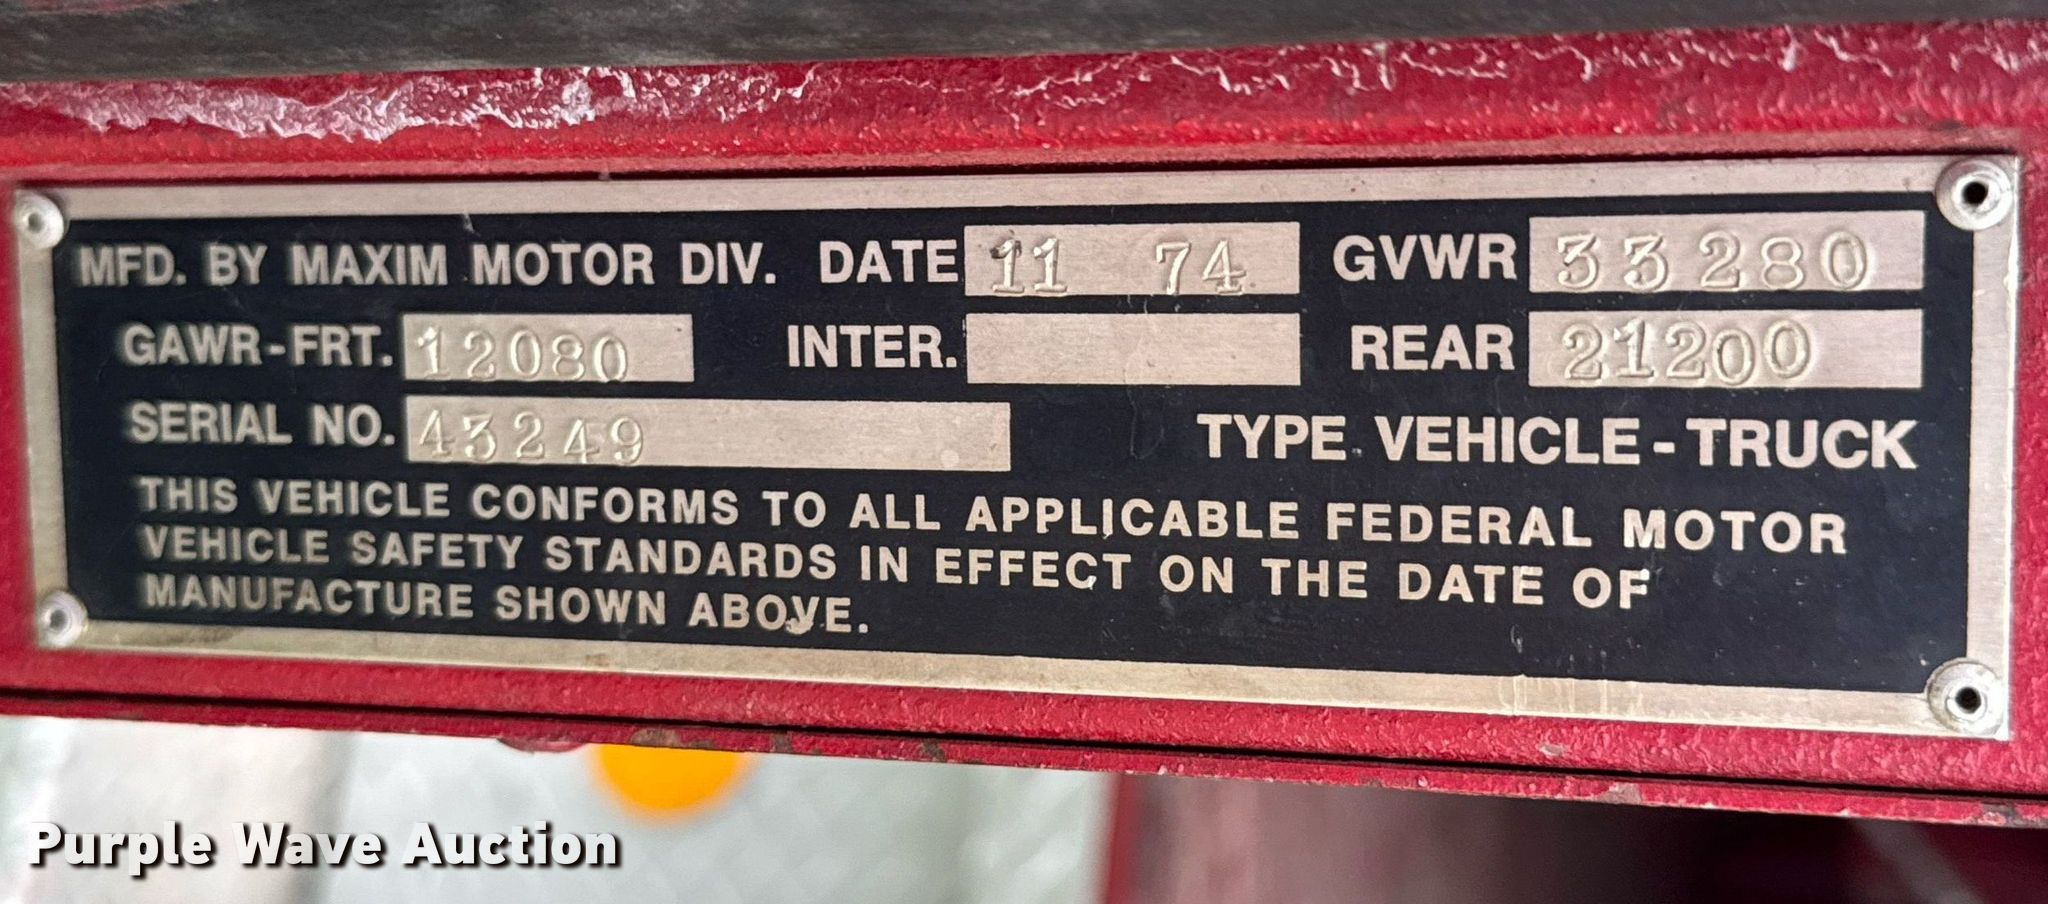 MFD. BY MAXIM MOTOR DIV. DATE 11 74 GVWR 33280
GAWR-FRT. 12080 INTER. REAR 21200
SERIAL NO. 43249 TYPE VEHICLE-TRUCK
THIS VEHICLE CONFORMS TO ALL APPLICABLE FEDERAL MOTOR
VEHICLE SAFETY STANDARDS IN EFFECT ON THE DATE OF
MANUFACTURE SHOWN ABOVE.
Purple Wave Auction